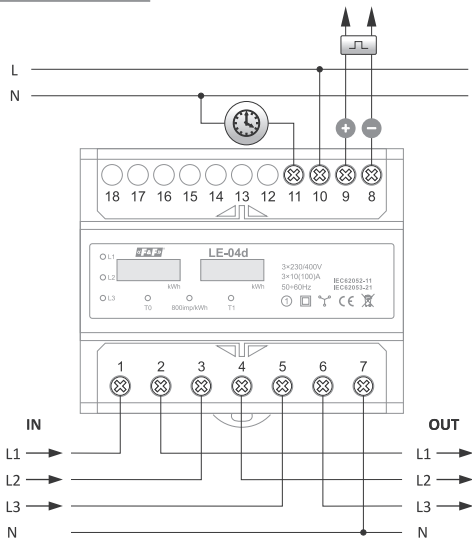 L
N
+ −
18 17 16 15 14 13 12 11 10 9 8
L1
L2
L3
F&F
LE-04d
kWh kWh
T0 800imp/kWh T1
3×230/400V
3×10(100)A
50÷60Hz
IEC62052-11
IEC62053-21
1 CE
1 2 3 4 5 6 7
IN OUT
L1 L1
L2 L2
L3 L3
N N